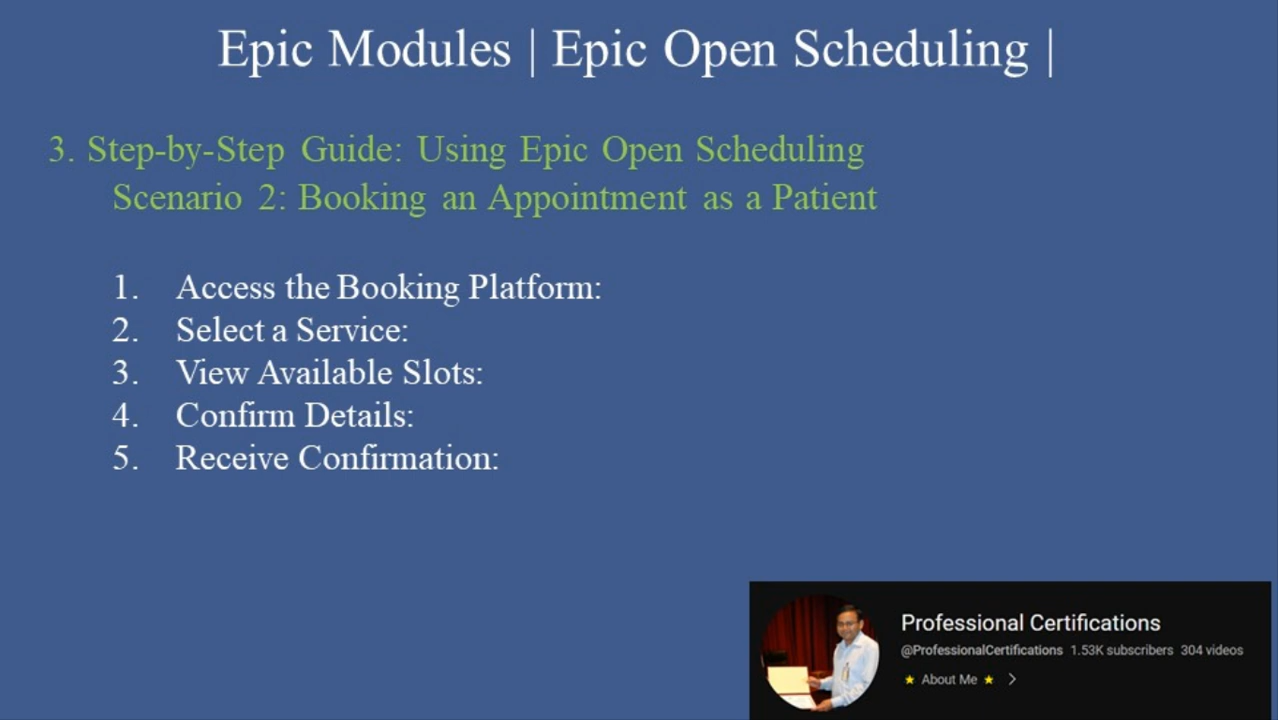 Epic Modules | Epic Open Scheduling |
3. Step-by-Step Guide: Using Epic Open Scheduling
Scenario 2: Booking an Appointment as a Patient
1. Access the Booking Platform:
2. Select a Service:
3. View Available Slots:
4. Confirm Details:
5. Receive Confirmation:
Professional Certifications
@ProfessionalCertifications 1.53K subscribers 304 videos
★ About Me ★ >